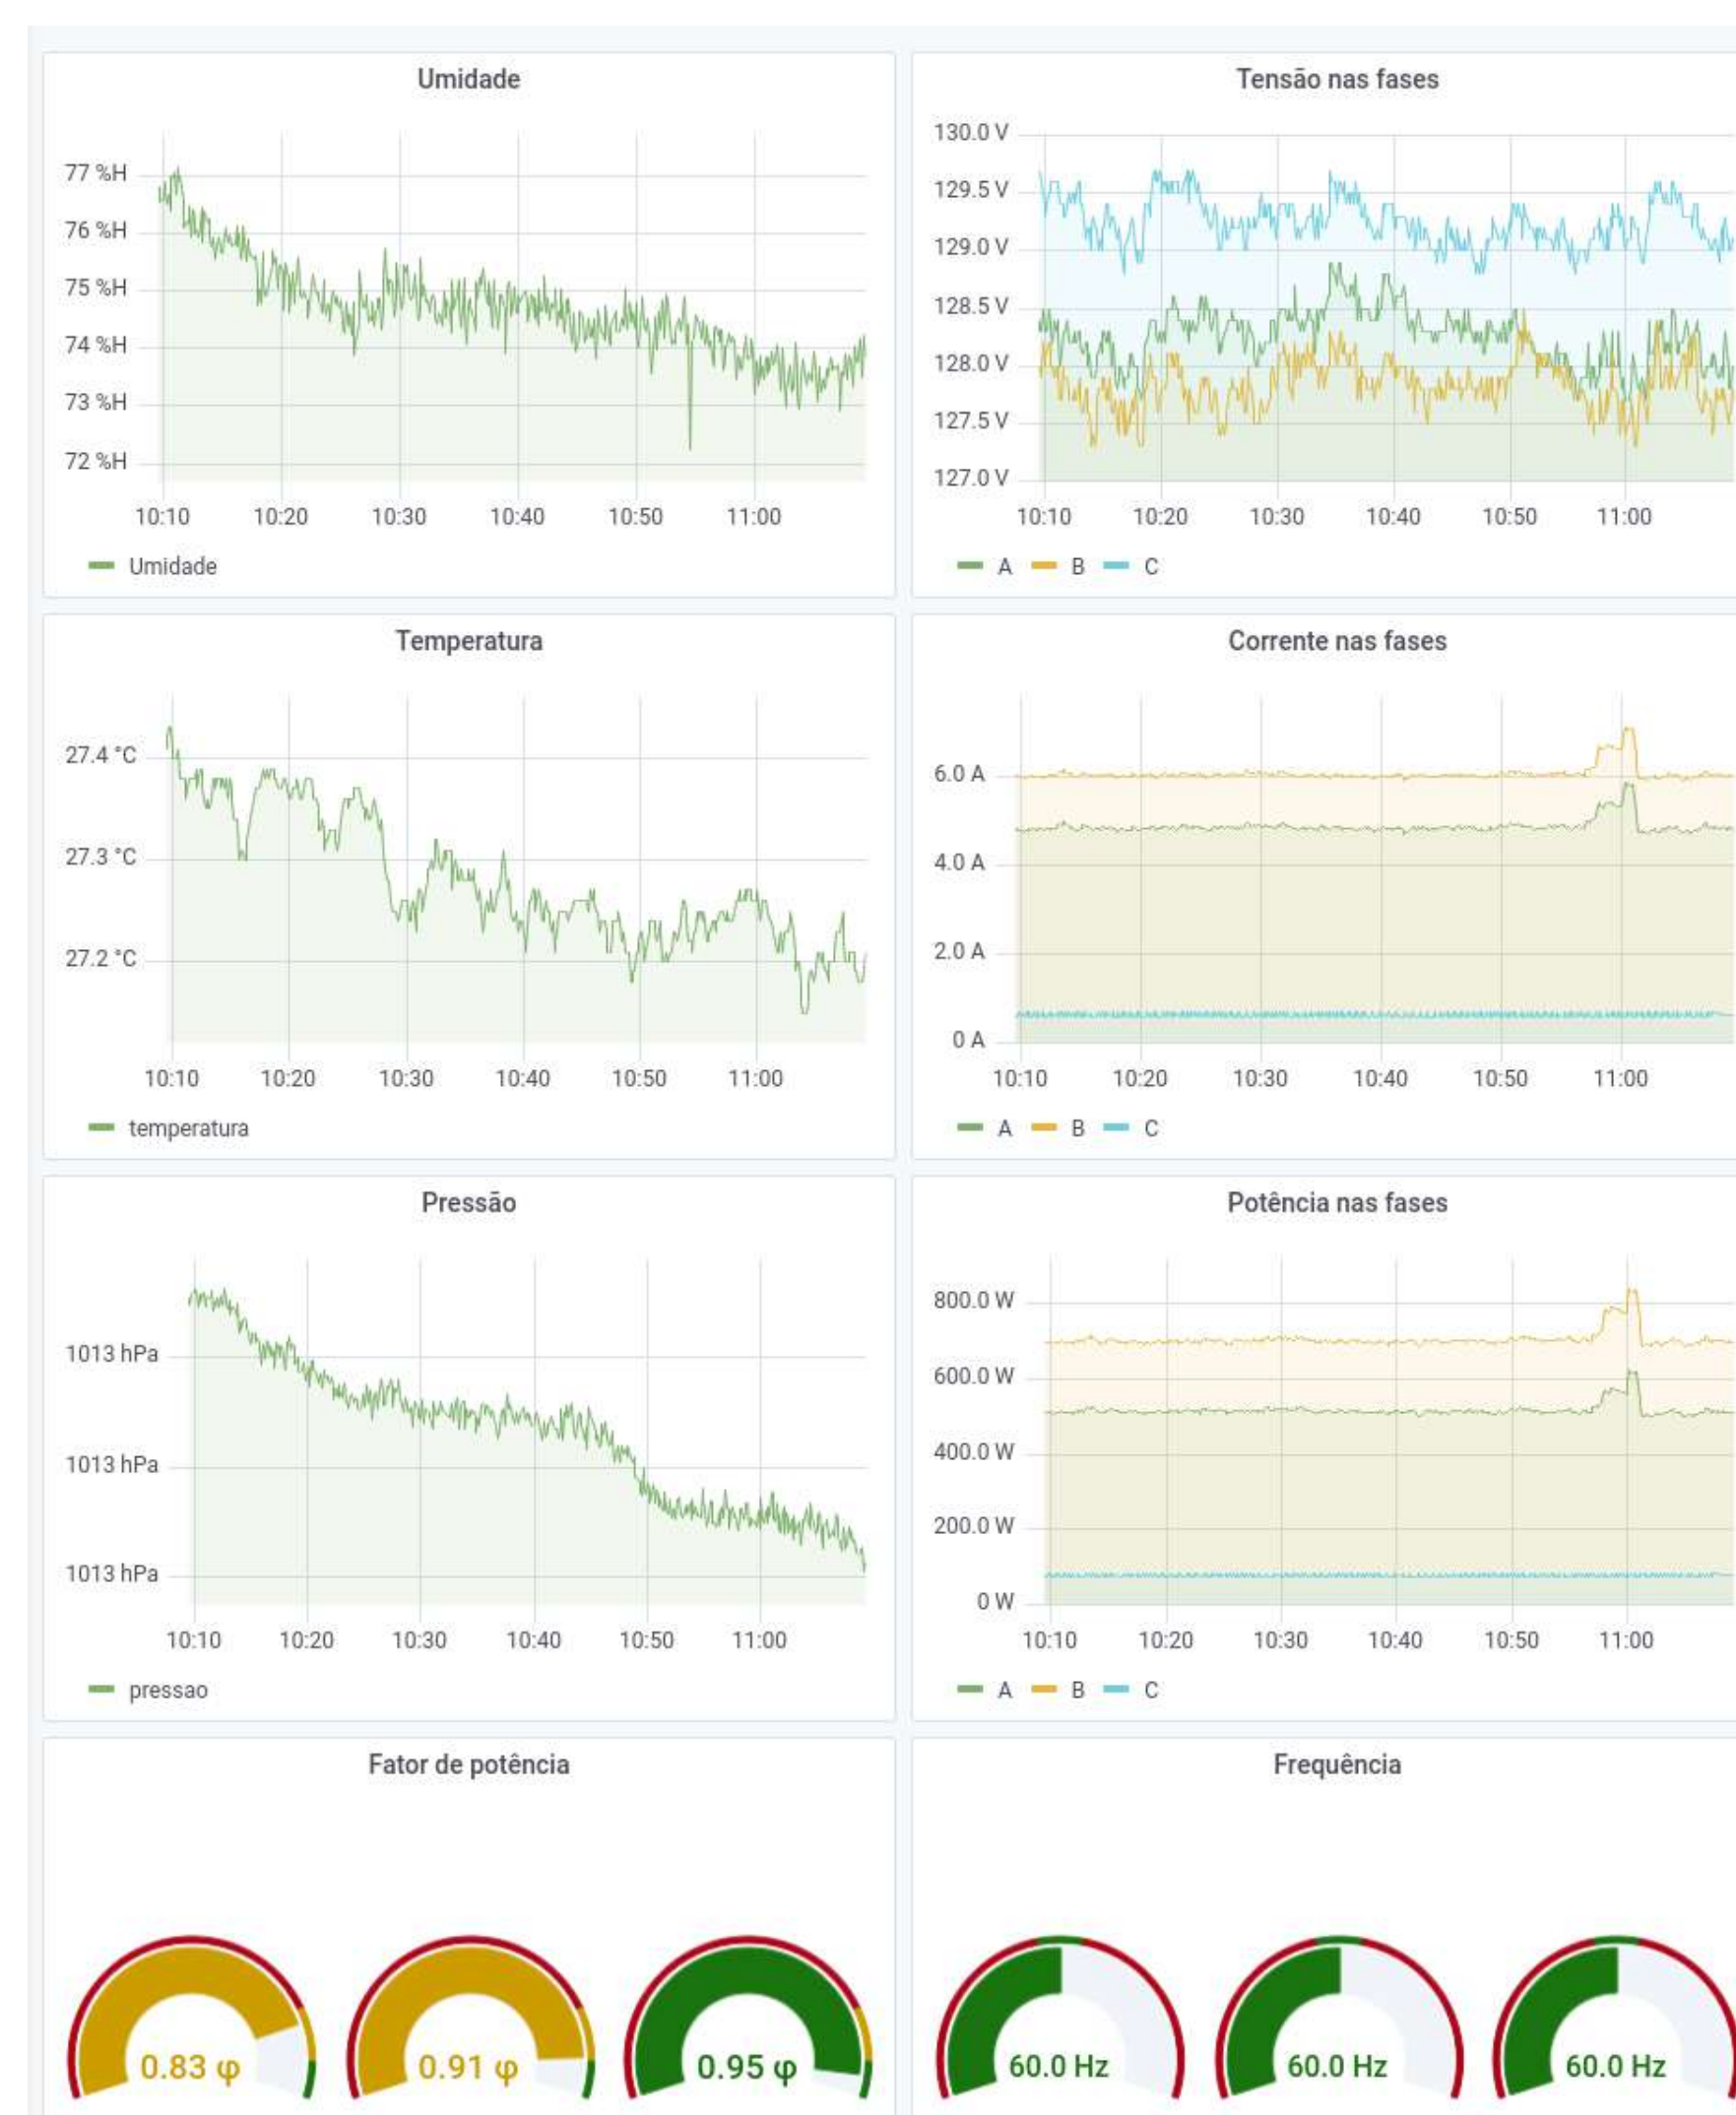 Umidade
77 %H
76 %H
75 %H
74 %H
73 %H
72 %H
10:10 10:20 10:30 10:40 10:50 11:00
Umidade
Tensão nas fases
130.0 V
129.5 V
129.0 V
128.5 V
128.0 V
127.5 V
127.0 V
10:10 10:20 10:30 10:40 10:50 11:00
A B C
Temperatura
27.4 °C
27.3 °C
27.2 °C
10:10 10:20 10:30 10:40 10:50 11:00
temperatura
Corrente nas fases
6.0 A
4.0 A
2.0 A
0 A
10:10 10:20 10:30 10:40 10:50 11:00
A B C
Pressão
1013 hPa
1013 hPa
1013 hPa
10:10 10:20 10:30 10:40 10:50 11:00
pressao
Potência nas fases
800.0 W
600.0 W
400.0 W
200.0 W
0 W
10:10 10:20 10:30 10:40 10:50 11:00
A B C
Fator de potência
0.83 φ 0.91 φ 0.95 φ
Frequência
60.0 Hz 60.0 Hz 60.0 Hz